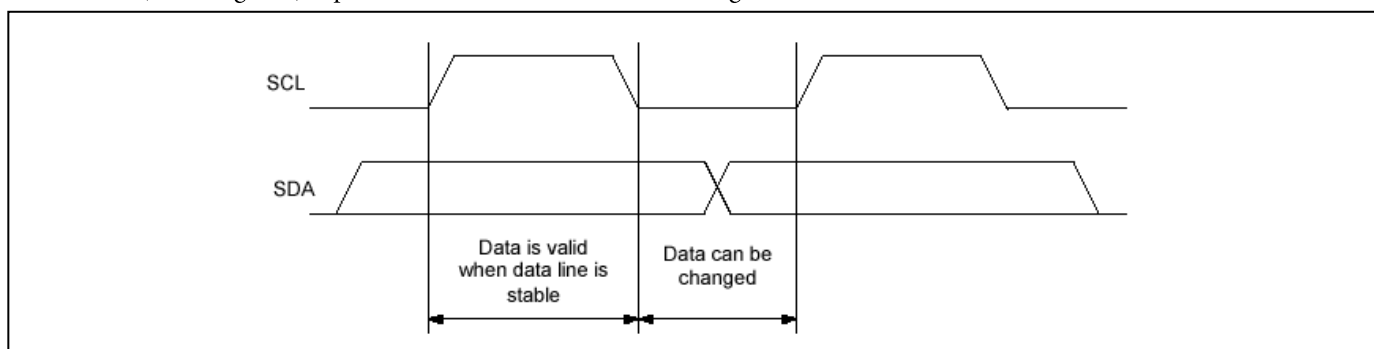 SCL
SDA
Data is valid
when data line is
stable
Data can be
changed